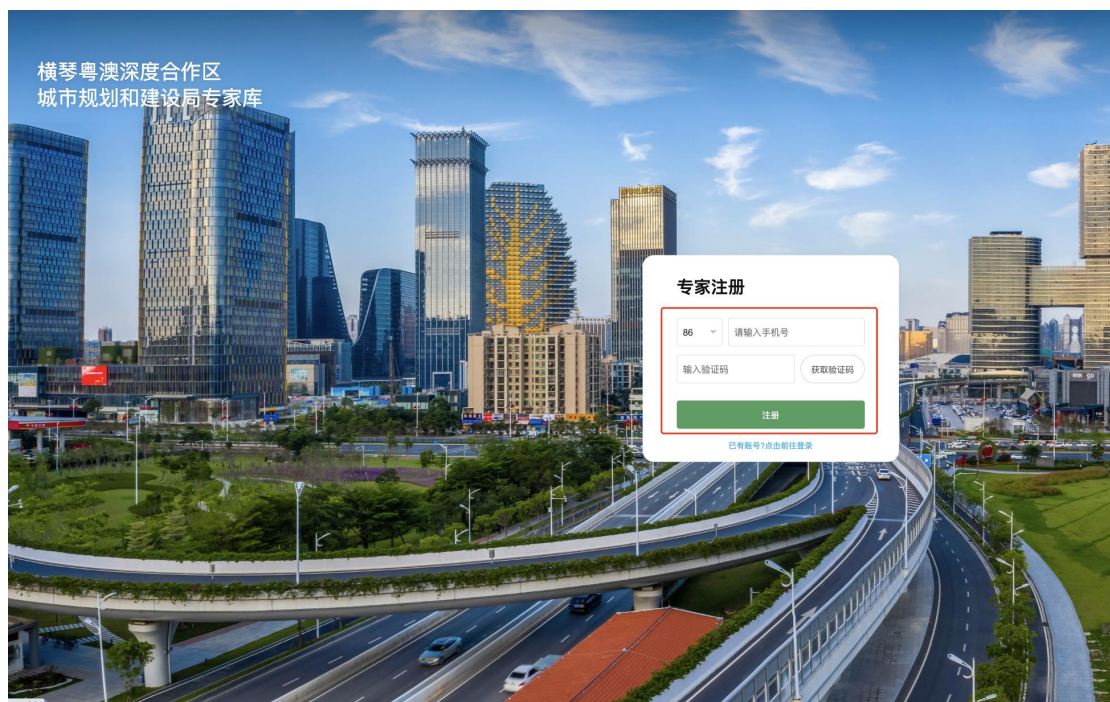 横琴粤澳深度合作区
城市规划和建设局专家库
专家注册
86
请输入手机号
输入验证码
获取验证码
注册
已有账号?点击前往登录